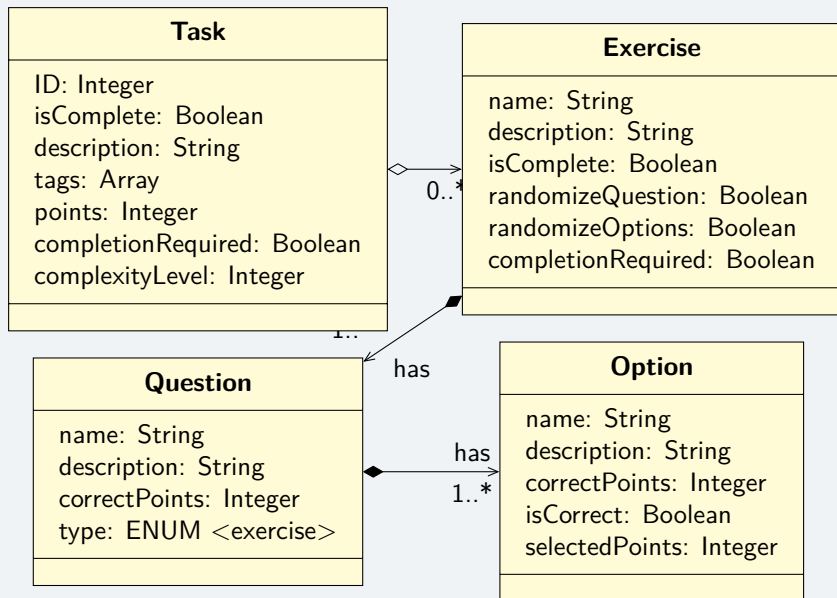 Task
ID: Integer
isComplete: Boolean
description: String
tags: Array
points: Integer
completionRequired: Boolean
complexityLevel: Integer
0..*
Exercise
name: String
description: String
isComplete: Boolean
randomizeQuestion: Boolean
randomizeOptions: Boolean
completionRequired: Boolean
has
Question
name: String
description: String
correctPoints: Integer
type: ENUM <exercise>
has
1..*
Option
name: String
description: String
correctPoints: Integer
isCorrect: Boolean
selectedPoints: Integer